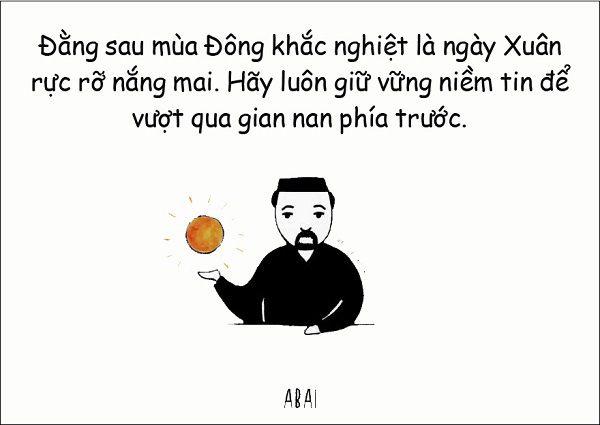 Đằng sau mùa Đông khắc nghiệt là ngày Xuân
rực rỡ nắng mai. Hãy luôn giữ vững niềm tin để
vượt qua gian nan phía trước.
ABAI